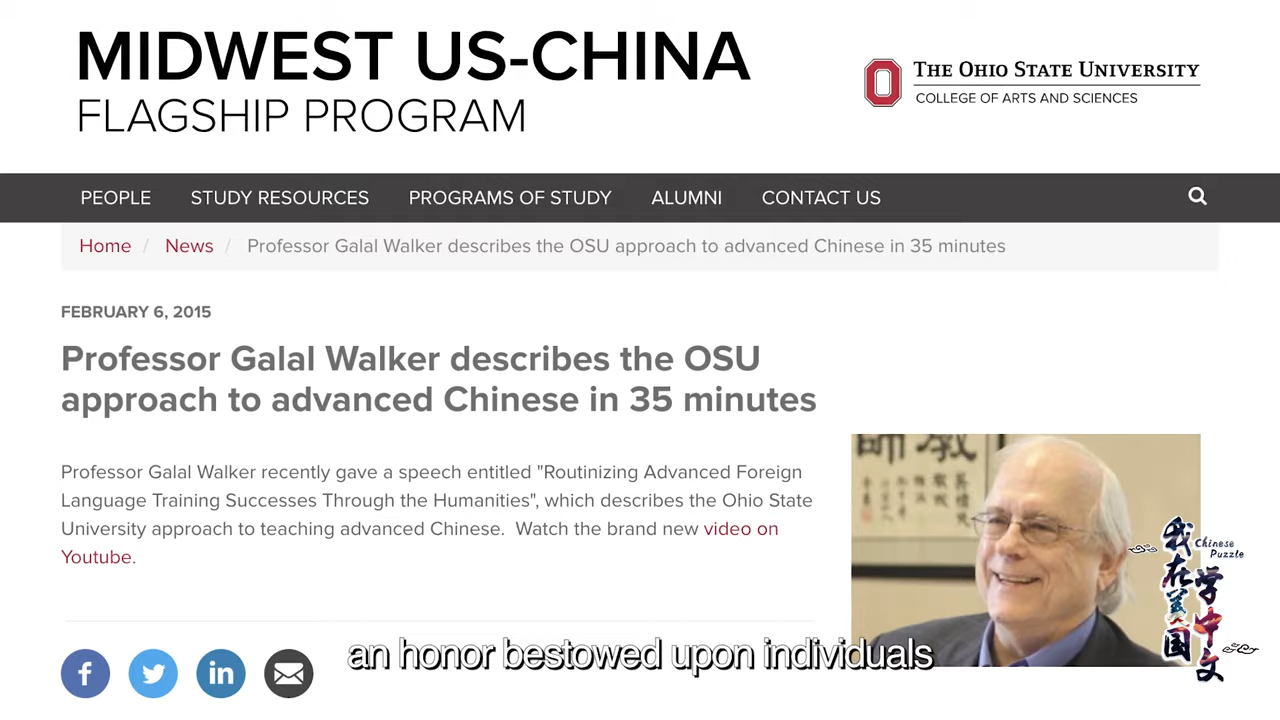 MIDWEST US-CHINA
FLAGSHIP PROGRAM
THE OHIO STATE UNIVERSITY
COLLEGE OF ARTS AND SCIENCES
PEOPLE STUDY RESOURCES PROGRAMS OF STUDY ALUMNI CONTACT US
Home / News / Professor Galal Walker describes the OSU approach to advanced Chinese in 35 minutes
FEBRUARY 6, 2015
Professor Galal Walker describes the OSU
approach to advanced Chinese in 35 minutes
Professor Galal Walker recently gave a speech entitled "Routinizing Advanced Foreign
Language Training Successes Through the Humanities", which describes the Ohio State
University approach to teaching advanced Chinese. Watch the brand new video on
Youtube.
師教
我在美国
学中文
Chinese
Puzzle
an honor bestowed upon individuals